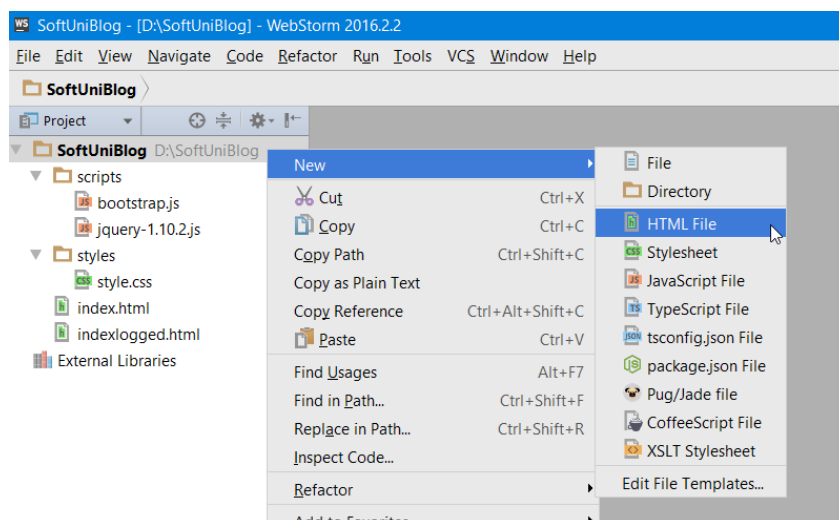 SoftUniBlog - [D:\SoftUniBlog] - WebStorm 2016.2.2
File Edit View Navigate Code Refactor Run Tools VCS Window Help
SoftUniBlog
Project
SoftUniBlog D:\SoftUniBlog
scripts
bootstrap.js
jquery-1.10.2.js
styles
style.css
index.html
indexlogged.html
External Libraries
New
Cut Ctrl+X
Copy Ctrl+C
Copy Path Ctrl+Shift+C
Copy as Plain Text
Copy Reference Ctrl+Alt+Shift+C
Paste Ctrl+V
Find Usages Alt+F7
Find in Path... Ctrl+Shift+F
Replace in Path... Ctrl+Shift+R
Inspect Code...
Refactor
Add to Favorites
File
Directory
HTML File
Stylesheet
JavaScript File
TypeScript File
tsconfig.json File
package.json File
Pug/Jade file
CoffeeScript File
XSLT Stylesheet
Edit File Templates...